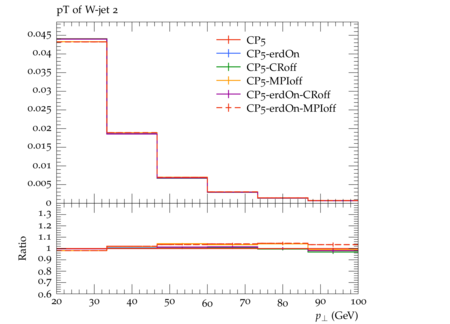 pT of W-jet 2
0.045
0.04
0.035
0.03
0.025
0.02
0.015
0.01
0.005
0
CP5
CP5-erdOn
CP5-CRoff
CP5-MPIoff
CP5-erdOn-CRoff
CP5-erdOn-MPIoff
Ratio
1.3
1.2
1.1
1
0.9
0.8
0.7
0.6
20 30 40 50 60 70 80 90 100
p⊥ (GeV)